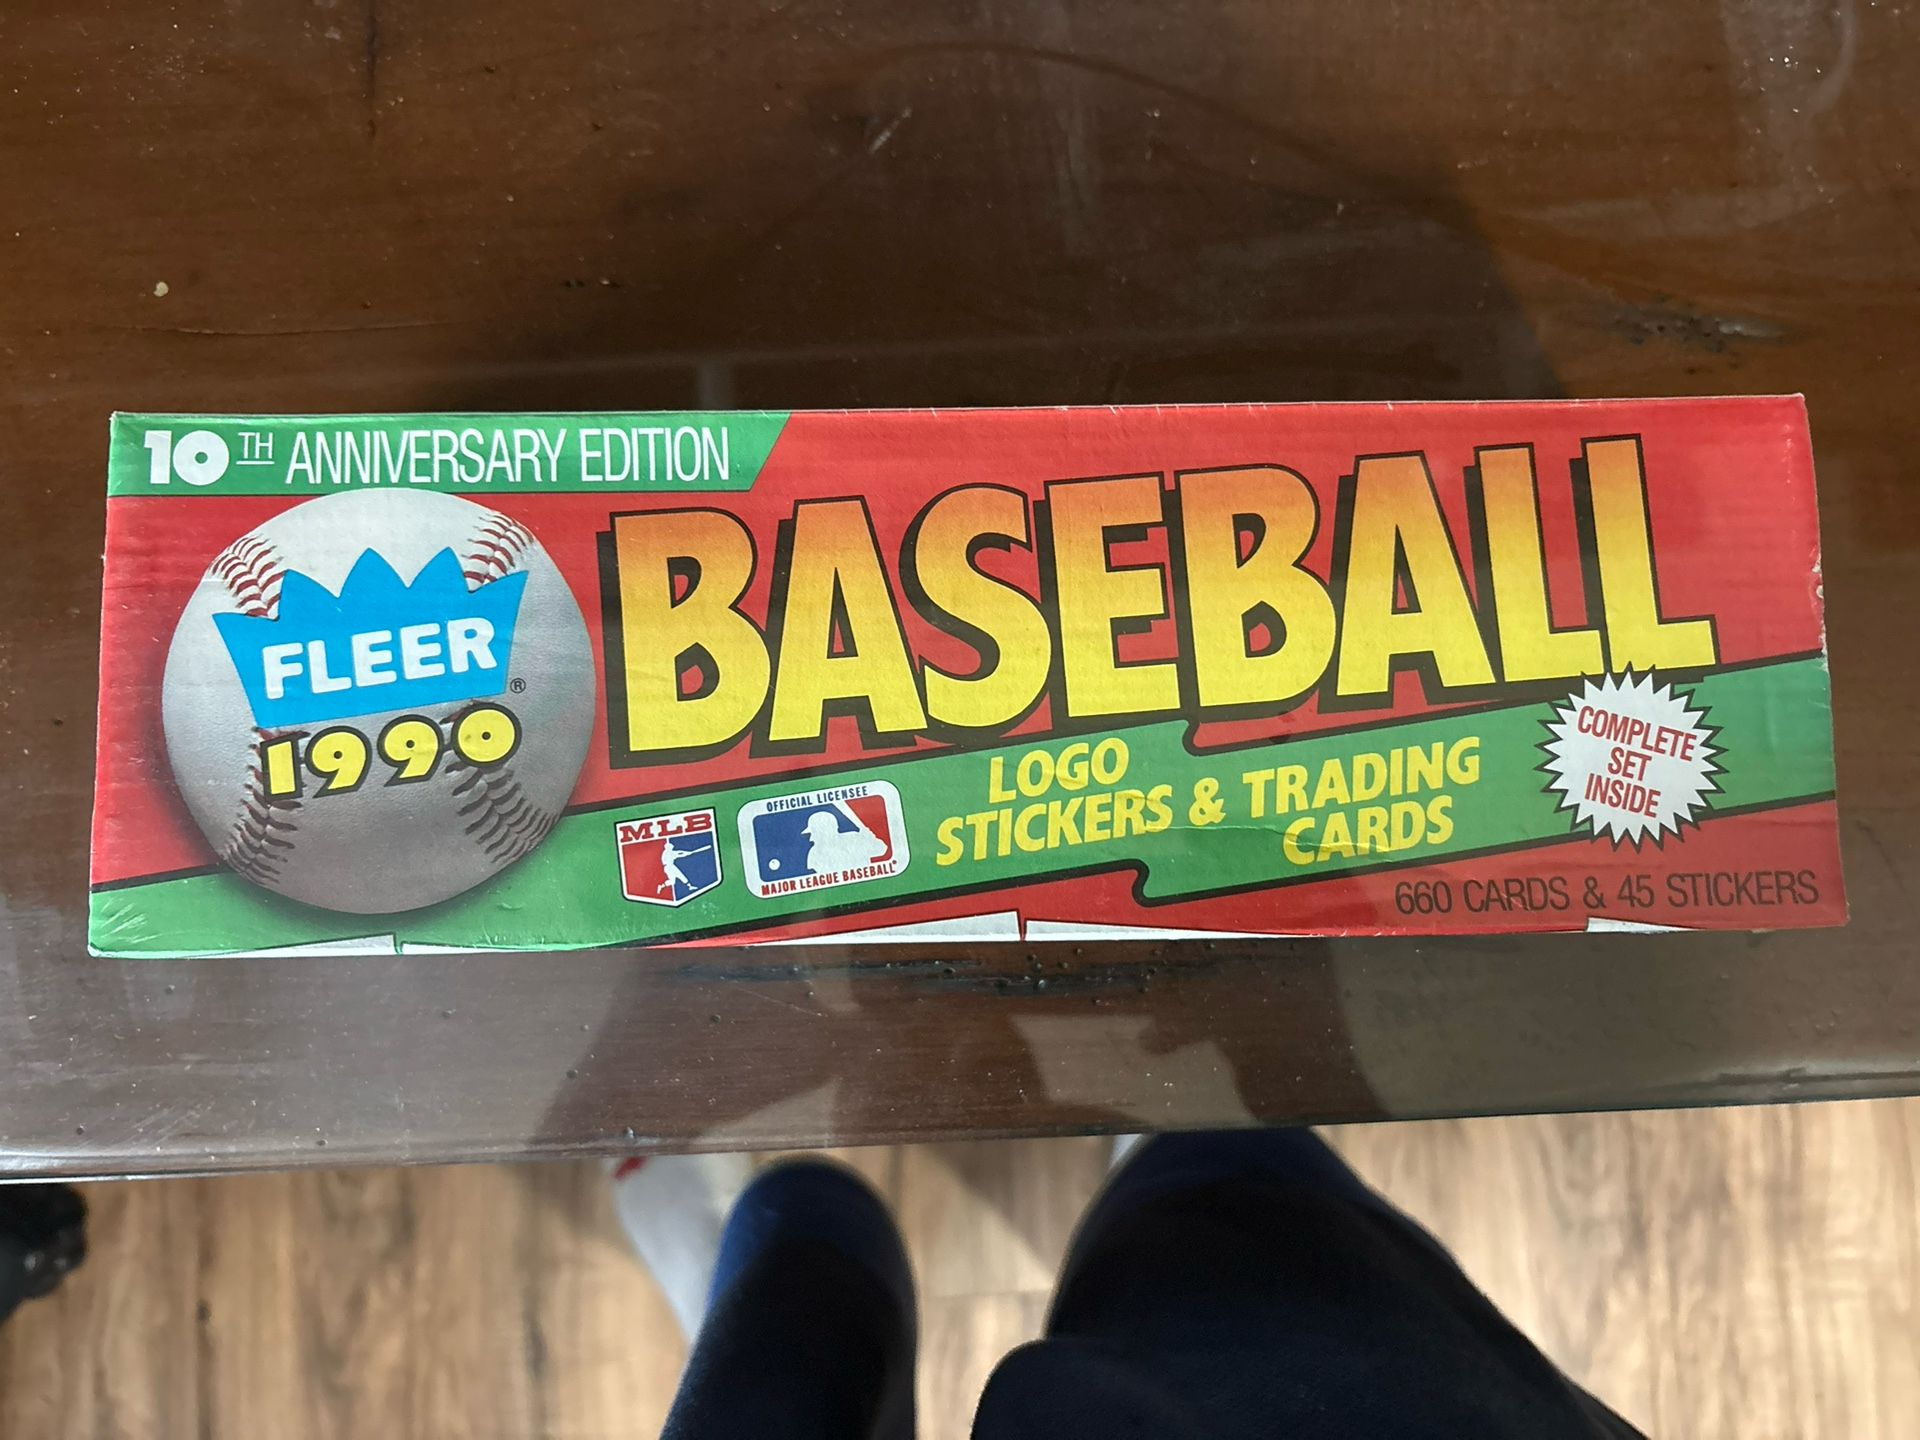 10TH ANNIVERSARY EDITION
BASEBALL
FLEER®
1990
MLB
OFFICIAL LICENSEE
MAJOR LEAGUE BASEBALL®
LOGO
STICKERS & TRADING
CARDS
COMPLETE
SET
INSIDE
660 CARDS & 45 STICKERS